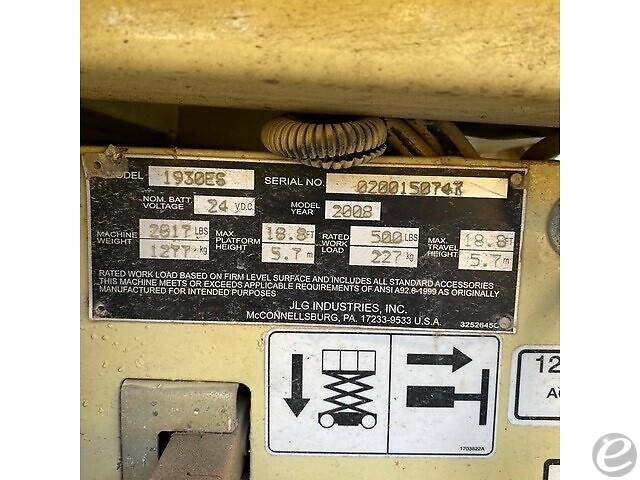 MODEL 1930ES SERIAL NO. 0200150747
NOM. BATT. VOLTAGE 24 V.D.C MODEL YEAR 2008
MACHINE WEIGHT 2817 LBS 1277 kg MAX. PLATFORM HEIGHT 18.8 FT 5.7 m RATED WORK LOAD 500 LBS 227 kg MAX. TRAVEL HEIGHT 18.8 FT 5.7 m
RATED WORK LOAD BASED ON FIRM LEVEL SURFACE AND INCLUDES ALL STANDARD ACCESSORIES
THIS MACHINE MEETS OR EXCEEDS APPLICABLE REQUIREMENTS OF ANSI A92.6-1999 AS ORIGINALLY
MANUFACTURED FOR INTENDED PURPOSES
JLG INDUSTRIES, INC.
McCONNELLSBURG, PA. 17233-9533 U.S.A.
3252645
1703822A
12